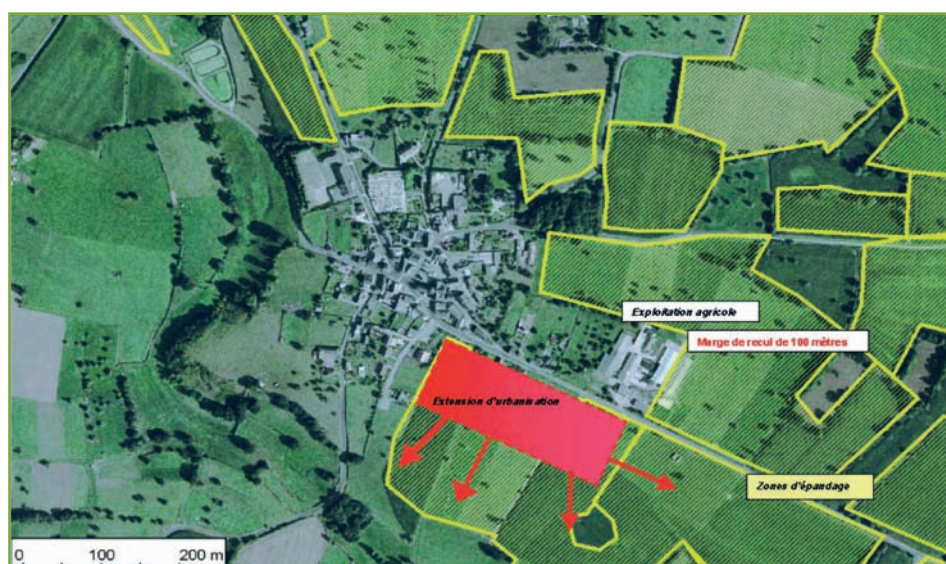 Exploitation agricole
Marge de recul de 100 mètres
Extension d'urbanisation
Zones d'épandage
0 100 200 m